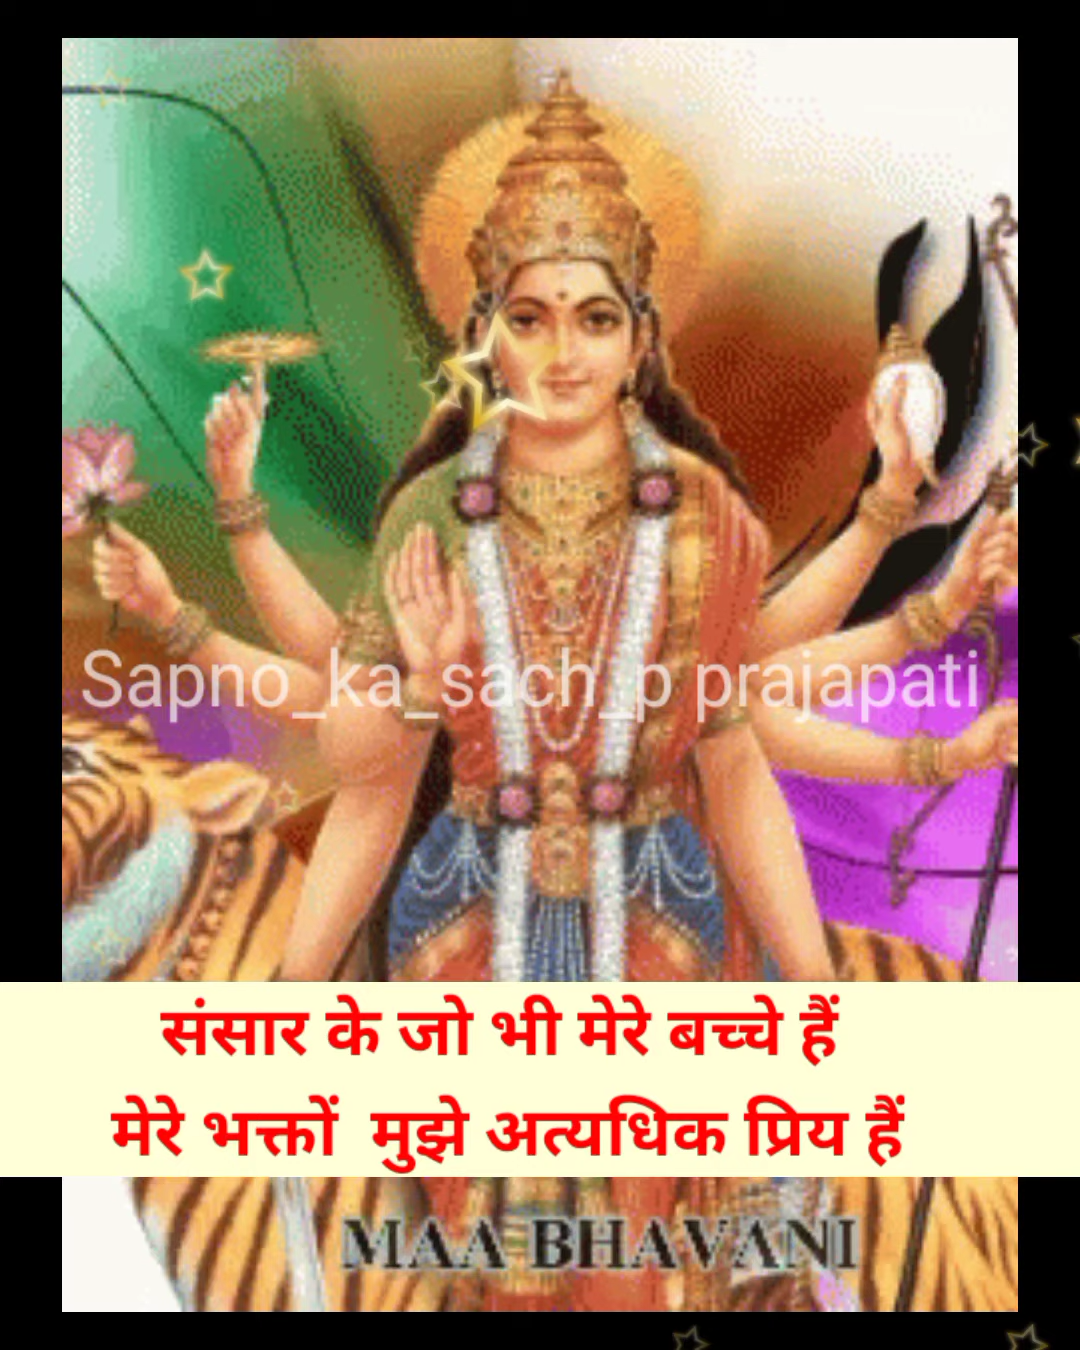 Sapno_ka_sach_p prajapati
संसार के जो भी मेरे बच्चे हैं
मेरे भक्तों मुझे अत्यधिक प्रिय हैं
MAA BHAVANI